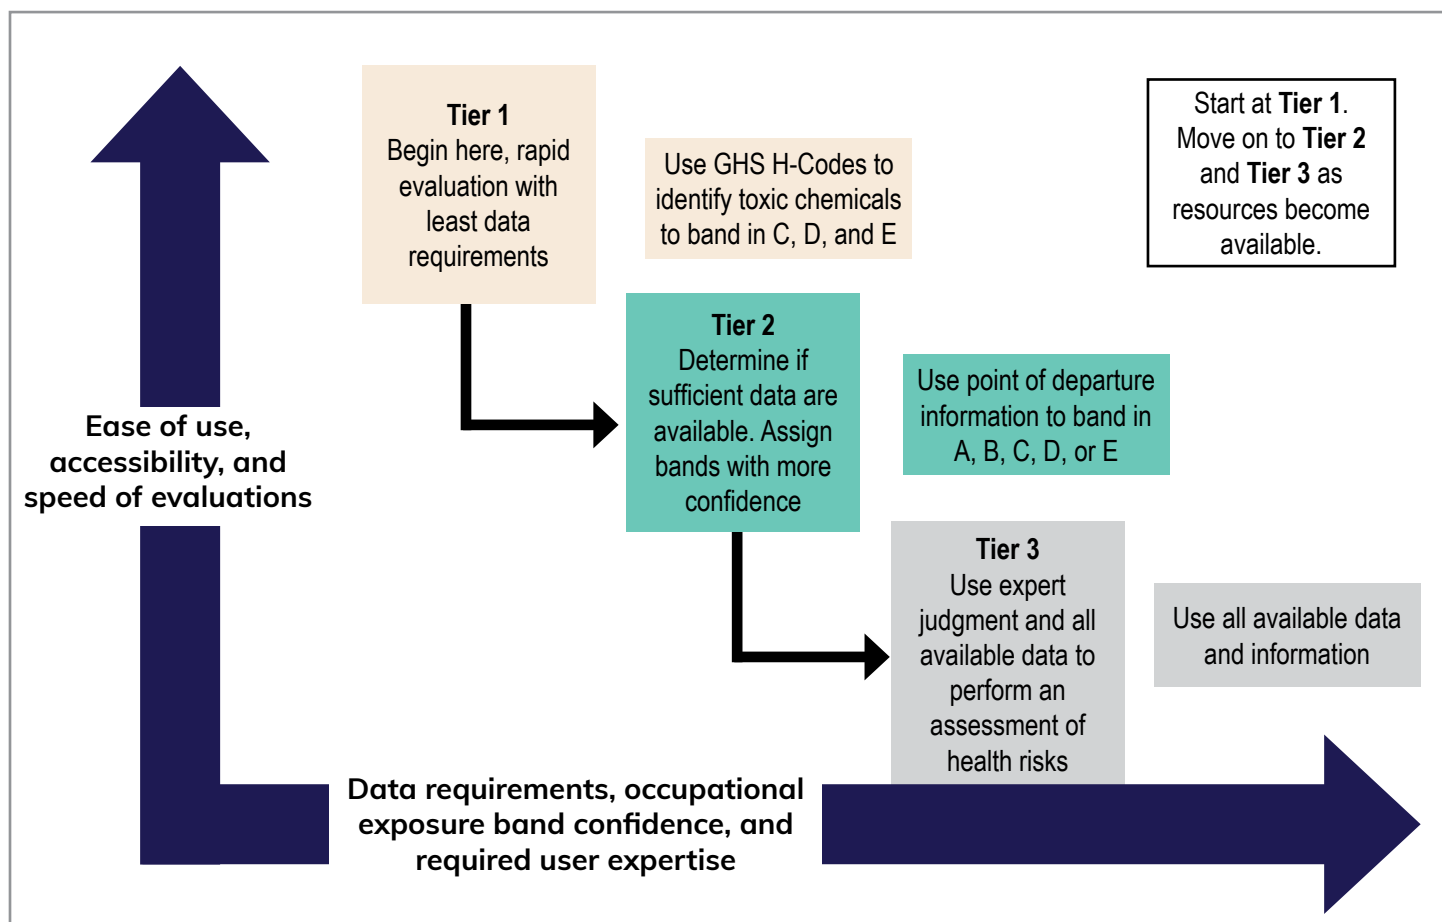 Tier 1
Begin here, rapid
evaluation with
least data
requirements
Use GHS H-Codes to
identify toxic chemicals
to band in C, D, and E
Start at Tier 1.
Move on to Tier 2
and Tier 3 as
resources become
available.
Tier 2
Determine if
sufficient data are
available. Assign
bands with more
confidence
Use point of departure
information to band in
A, B, C, D, or E
Ease of use,
accessibility, and
speed of evaluations
Tier 3
Use expert
judgment and all
available data to
perform an
assessment of
health risks
Use all available data
and information
Data requirements, occupational
exposure band confidence, and
required user expertise